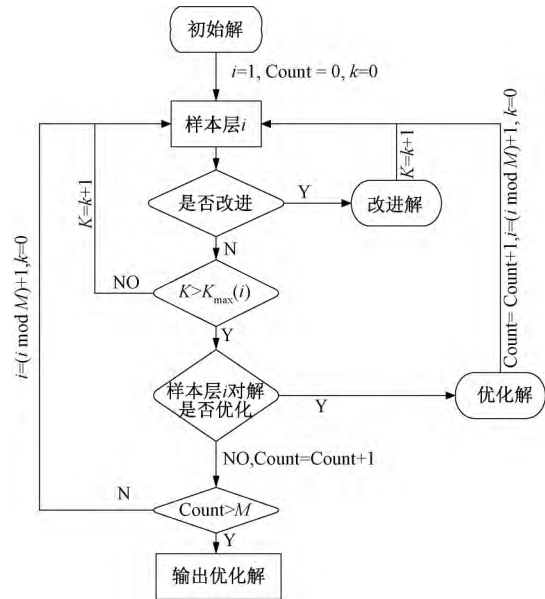 初始解
i=1, Count = 0, k=0
样本层i
K=k+1
K=k+1
是否改进
Y
改进解
N
NO
K>Kmax(i)
Y
i=(i mod M)+1,k=0
Count= Count+1,i=(i mod M)+1, k=0
样本层i对解
是否优化
Y
优化解
NO,Count=Count+1
N
Count>M
Y
输出优化解